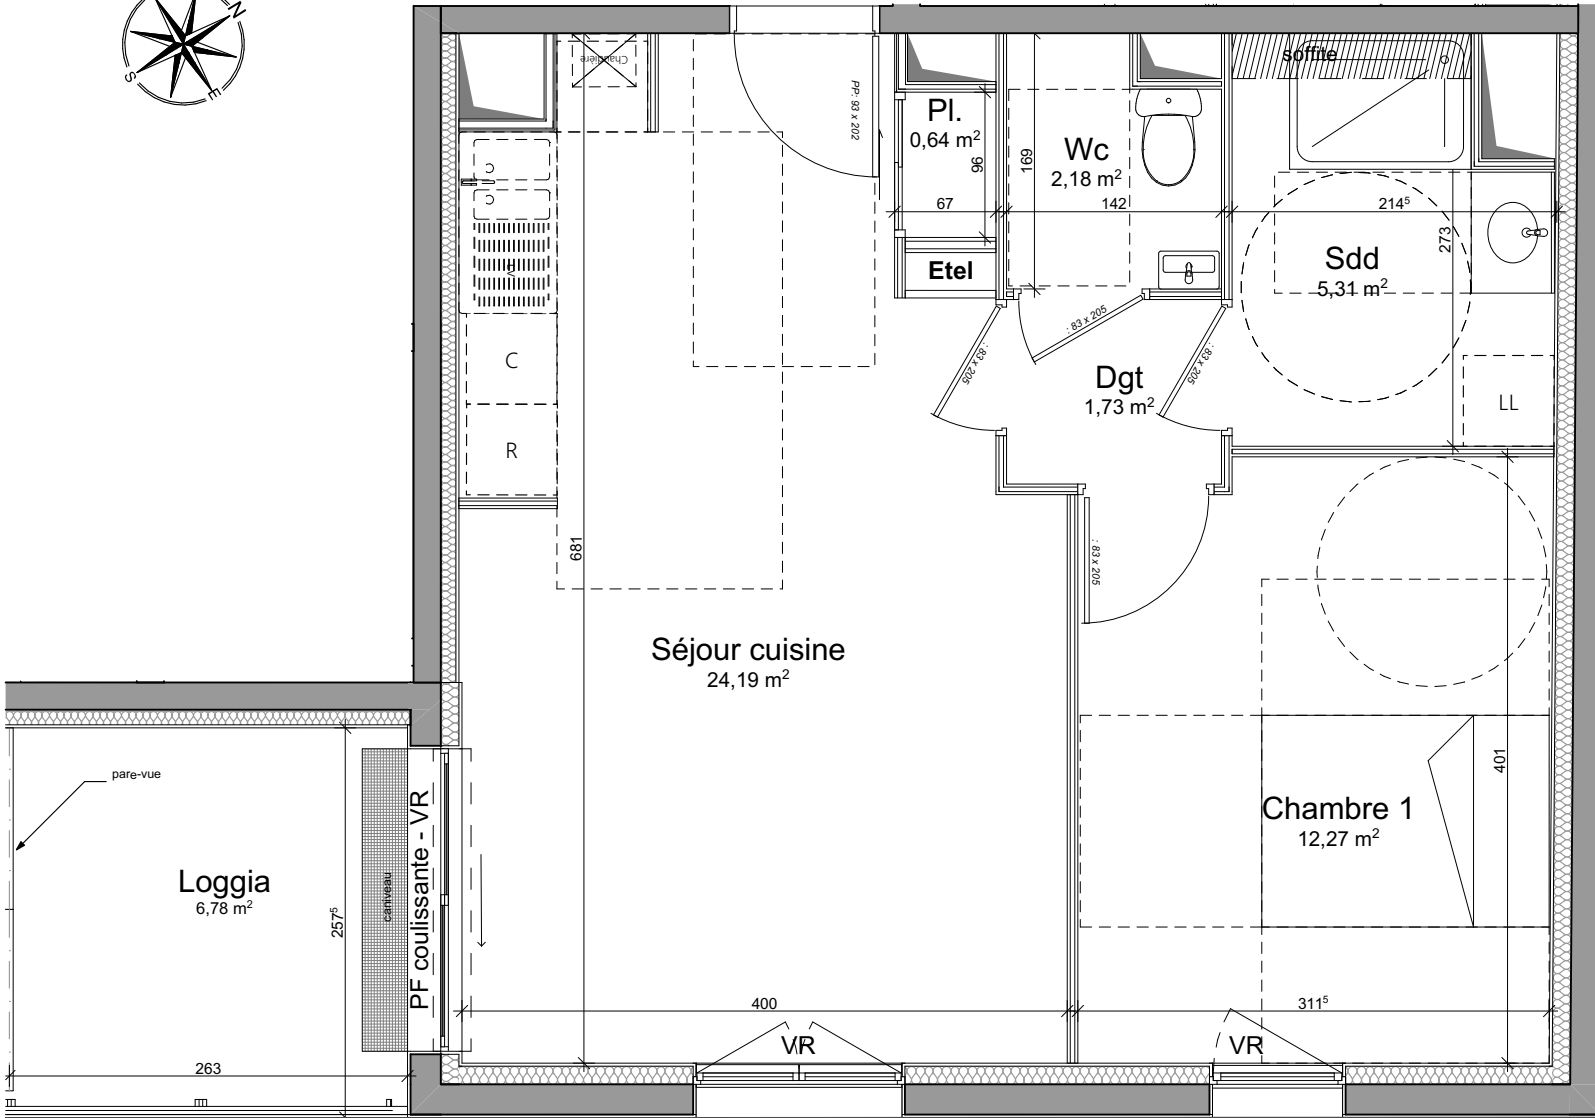 N
S
E
Chaudière
PP: 93 x 202
soffite
Pl.
0,64 m²
96
67
Etel
169
Wc
2,18 m²
142
214⁵
273
Sdd
5,31 m²
LL
: 83 x 205
: 83 x 205
: 83 x 205
: 83 x 205
Dgt
1,73 m²
LV
C
R
681
Séjour cuisine
24,19 m²
pare-vue
Loggia
6,78 m²
257⁵
263
caniveau
PF coulissante - VR
400
VR
Chambre 1
12,27 m²
401
311⁵
VR